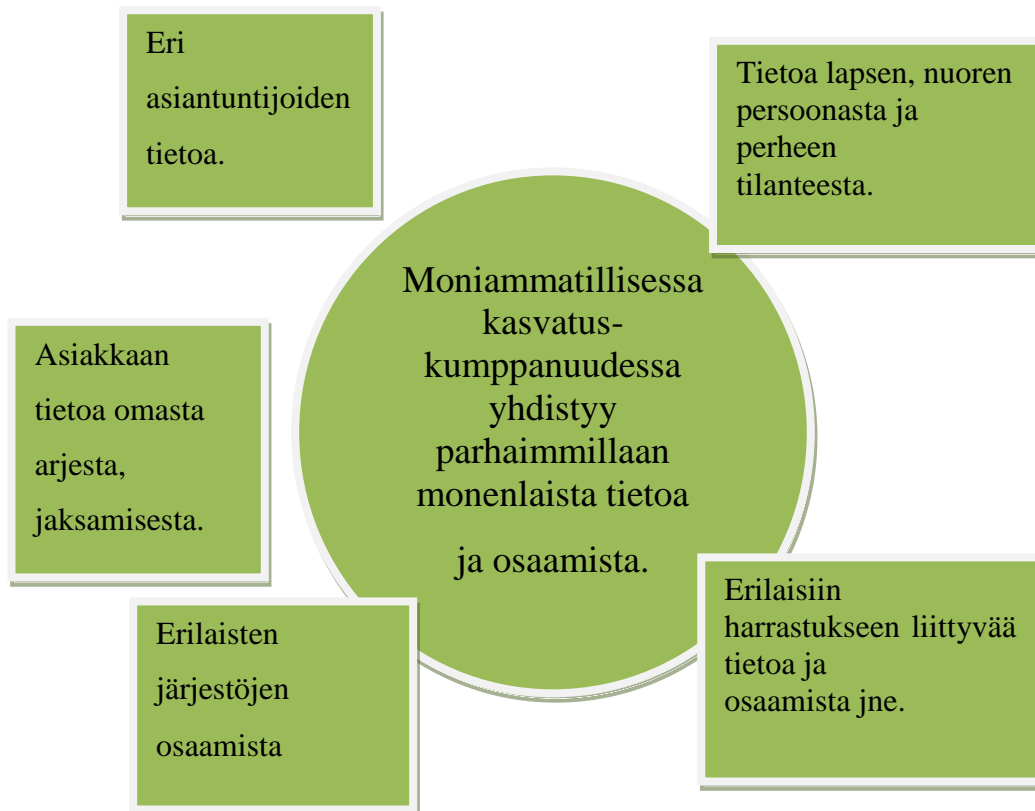 Eri
asiantuntijoiden
tietoa.
Tietoa lapsen, nuoren
persoonasta ja
perheen
tilanteesta.
Moniammatillisessa
kasvatus-
kumppanuudessa
yhdistyy
parhaimmillaan
monenlaista tietoa
ja osaamista.
Asiakkaan
tietoa omasta
arjesta,
jaksamisesta.
Erilaisten
järjestöjen
osaamista
Erilaisiin
harrastukseen liittyvää
tietoa ja
osaamista jne.